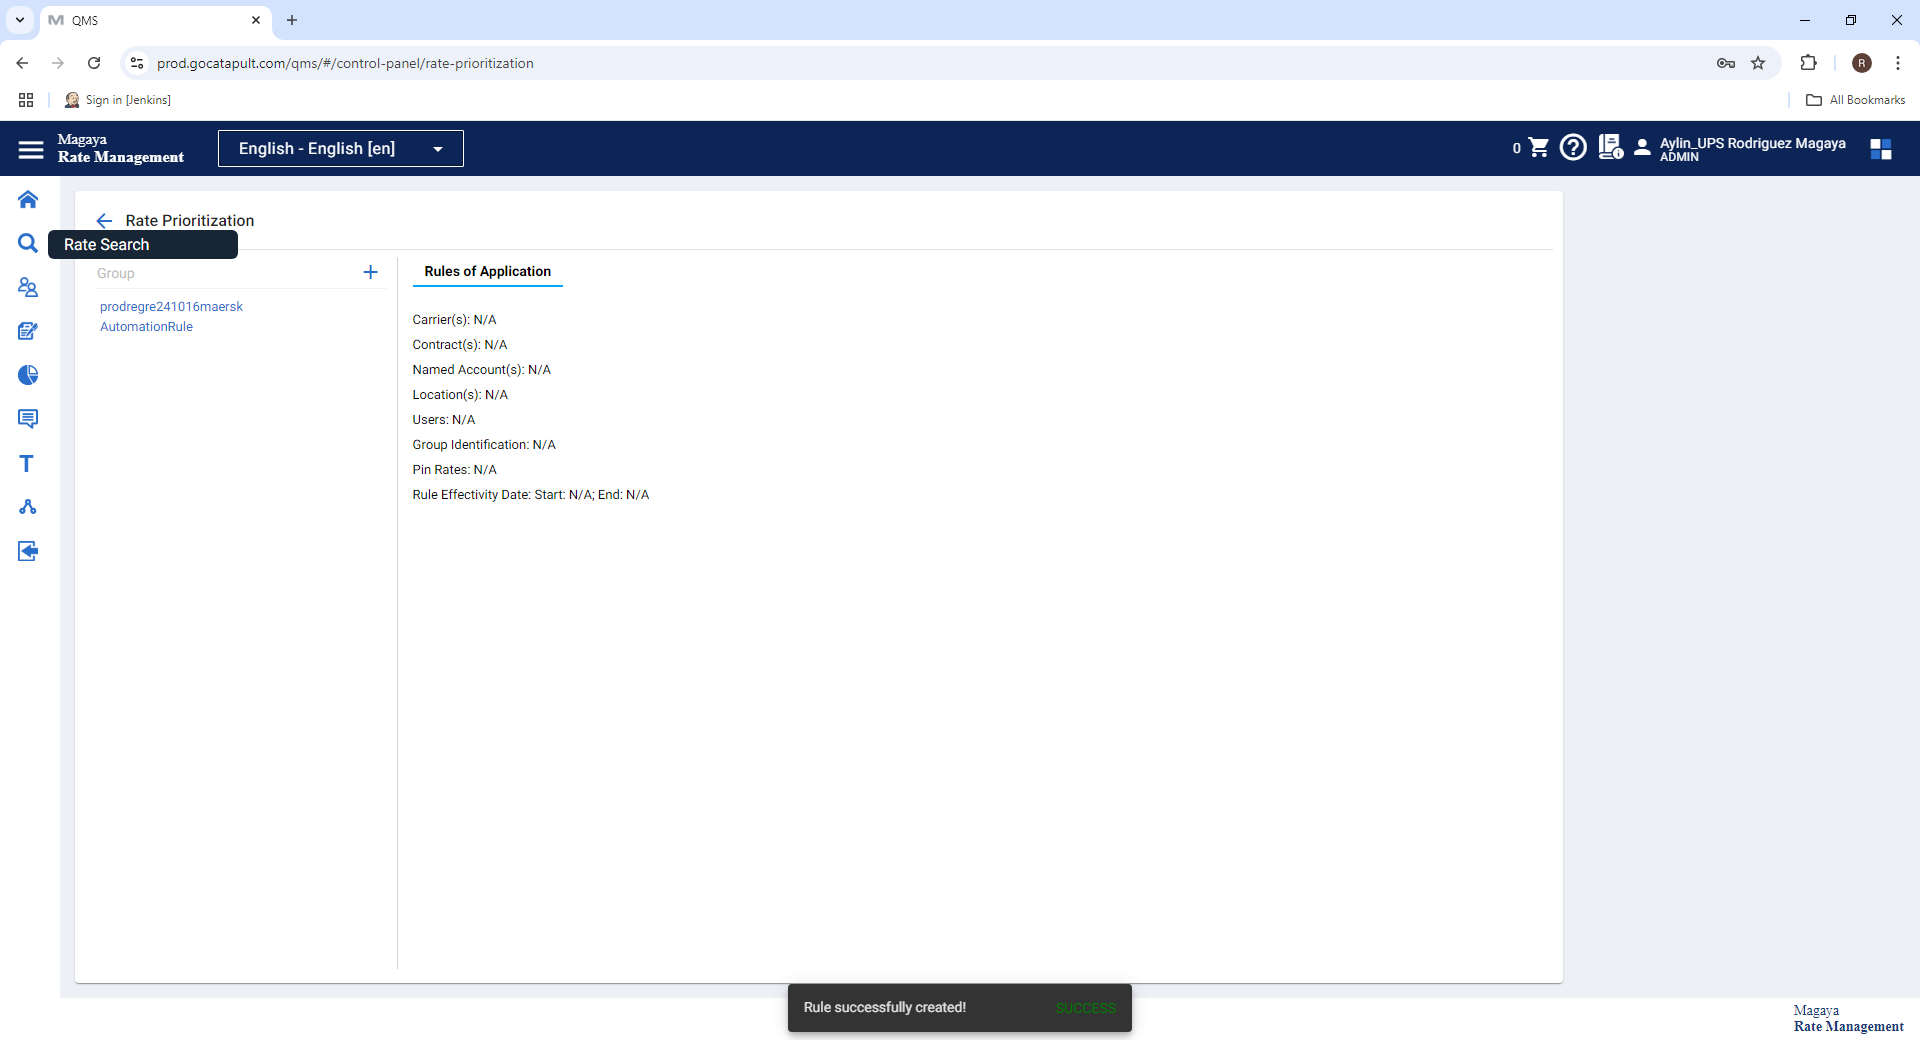 QMS
prod.gocatapult.com/qms/#/control-panel/rate-prioritization
R
Sign in [Jenkins]
All Bookmarks
Magaya
Rate Management
English - English [en]
0
Aylin_UPS Rodriguez Magaya
ADMIN
Rate Prioritization
Rate Search
Group
prodregre241016maersk
AutomationRule
Rules of Application
Carrier(s): N/A
Contract(s): N/A
Named Account(s): N/A
Location(s): N/A
Users: N/A
Group Identification: N/A
Pin Rates: N/A
Rule Effectivity Date: Start: N/A; End: N/A
Rule successfully created! SUCCESS
Magaya
Rate Management